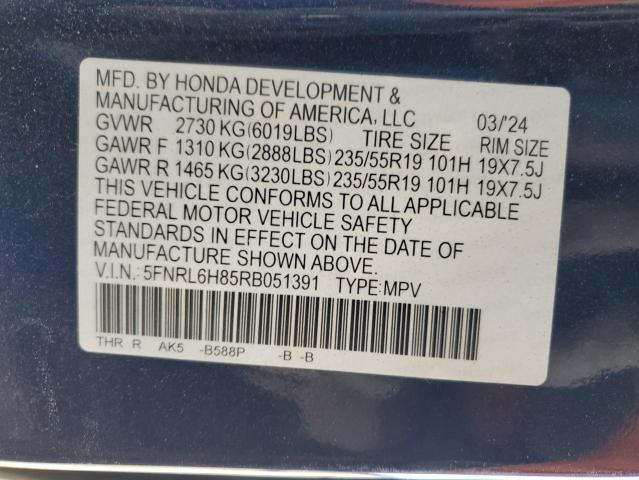 MFD. BY HONDA DEVELOPMENT &
MANUFACTURING OF AMERICA, LLC 03/'24
GVWR 2730 KG(6019LBS) TIRE SIZE RIM SIZE
GAWR F 1310 KG(2888LBS) 235/55R19 101H 19X7.5J
GAWR R 1465 KG(3230LBS) 235/55R19 101H 19X7.5J
THIS VEHICLE CONFORMS TO ALL APPLICABLE
FEDERAL MOTOR VEHICLE SAFETY
STANDARDS IN EFFECT ON THE DATE OF
MANUFACTURE SHOWN ABOVE.
V.I.N.: 5FNRL6H85RB051391 TYPE:MPV
THR R AK5 -B588P -B -B